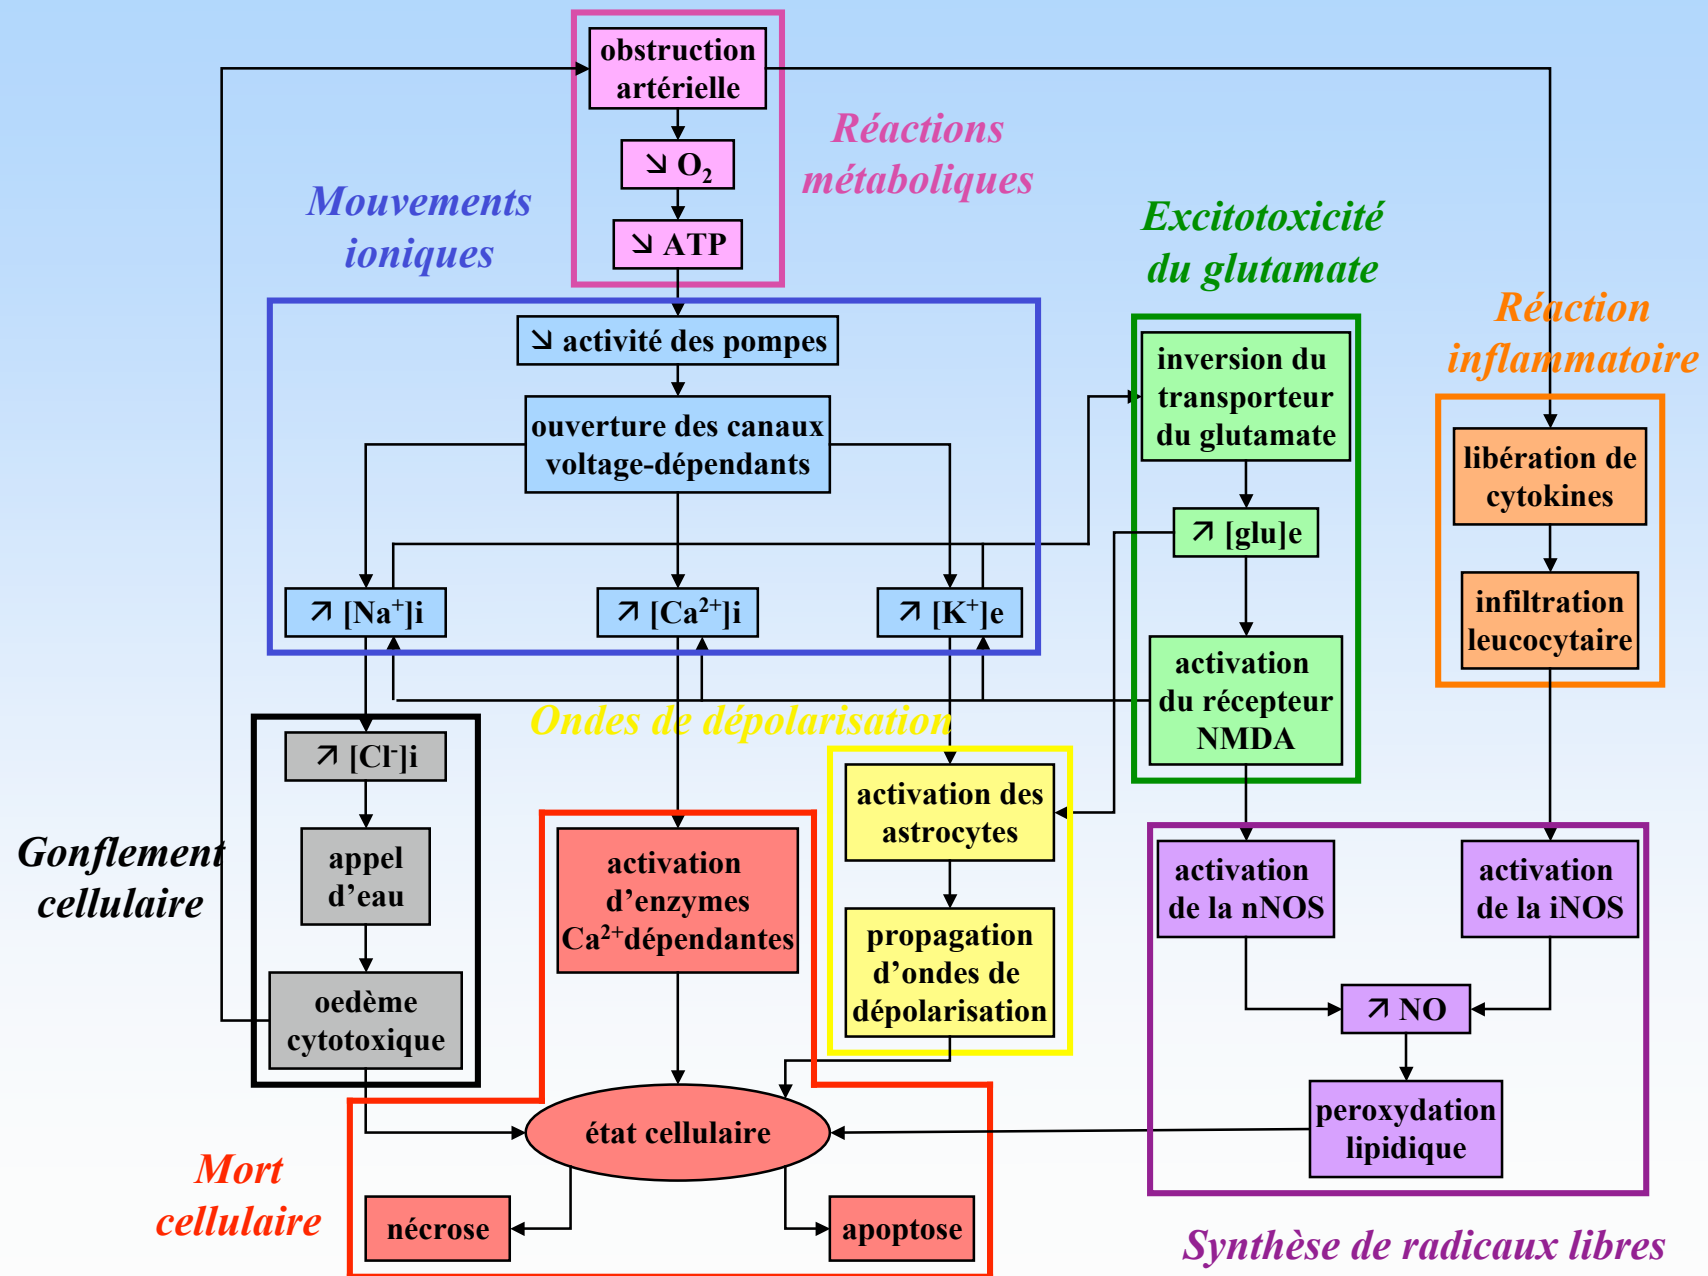 obstruction
artérielle
↘ O₂
↘ ATP
Réactions
métaboliques
Mouvements
ioniques
↘ activité des pompes
ouverture des canaux
voltage-dépendants
↗ [Na⁺]i
↗ [Ca²⁺]i
↗ [K⁺]e
Excitotoxicité
du glutamate
inversion du
transporteur
du glutamate
↗ [glu]e
activation
du récepteur
NMDA
Réaction
inflammatoire
libération de
cytokines
infiltration
leucocytaire
Gonflement
cellulaire
↗ [Cl⁻]i
appel
d’eau
oedème
cytotoxique
Ondes de dépolarisation
activation des
astrocytes
propagation
d’ondes de
dépolarisation
activation
d’enzymes
Ca²⁺dépendantes
état cellulaire
nécrose
apoptose
Mort
cellulaire
activation
de la nNOS
activation
de la iNOS
↗ NO
peroxydation
lipidique
Synthèse de radicaux libres